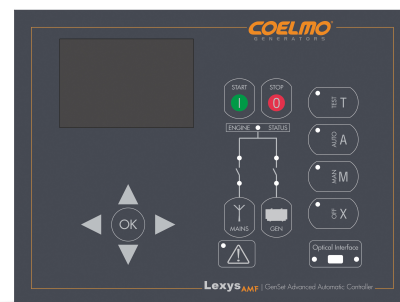 COELMO
GENERATORS
START
I
STOP
0
ENGINE STATUS
TEST T
AUTO A
MAN M
OFF X
OK
MAINS
GEN
Optical Interface
Lexys AMF | GenSet Advanced Automatic Controller